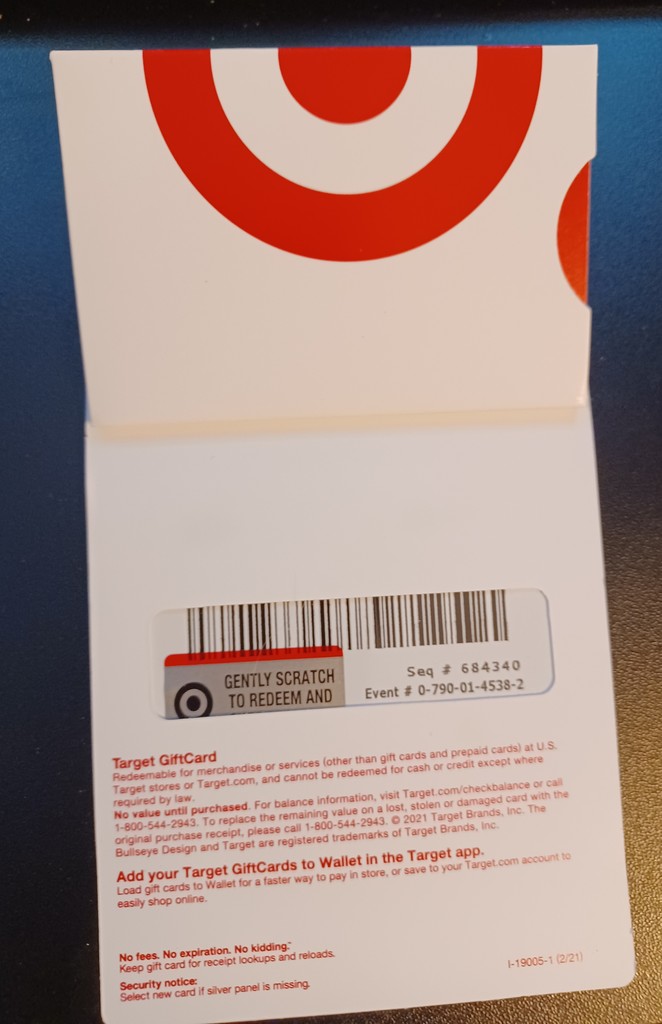 GENTLY SCRATCH
TO REDEEM AND
Seq # 684340
Event # 0-790-01-4538-2
Target GiftCard
Redeemable for merchandise or services (other than gift cards and prepaid cards) at U.S.
Target stores or Target.com, and cannot be redeemed for cash or credit except where
required by law.
No value until purchased. For balance information, visit Target.com/checkbalance or call
1-800-544-2943. To replace the remaining value on a lost, stolen or damaged card with the
original purchase receipt, please call 1-800-544-2943. © 2021 Target Brands, Inc. The
Bullseye Design and Target are registered trademarks of Target Brands, Inc.
Add your Target GiftCards to Wallet in the Target app.
Load gift cards to Wallet for a faster way to pay in store, or save to your Target.com account to
easily shop online.
No fees. No expiration. No kidding.™
Keep gift card for receipt lookups and reloads.
Security notice:
Select new card if silver panel is missing.
I-19005-1 (2/21)